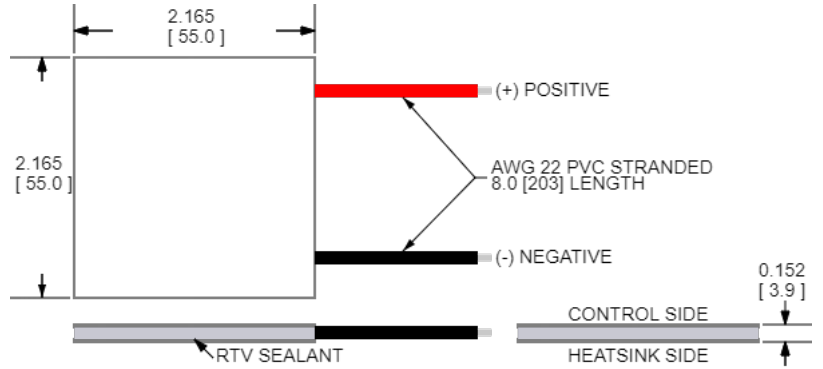 2.165
[ 55.0 ]
(+) POSITIVE
2.165
[ 55.0 ]
AWG 22 PVC STRANDED
8.0 [203] LENGTH
(-) NEGATIVE
0.152
[ 3.9 ]
CONTROL SIDE
RTV SEALANT
HEATSINK SIDE